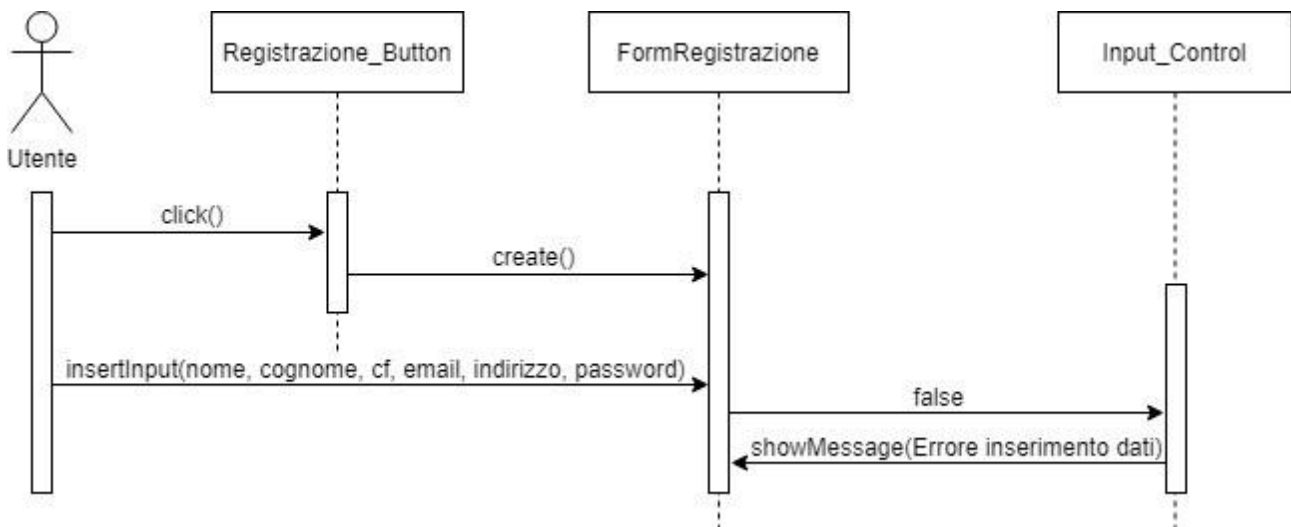 Registrazione_Button
FormRegistrazione
Input_Control
Utente
click()
create()
insertInput(nome, cognome, cf, email, indirizzo, password)
false
showMessage(Errore inserimento dati)